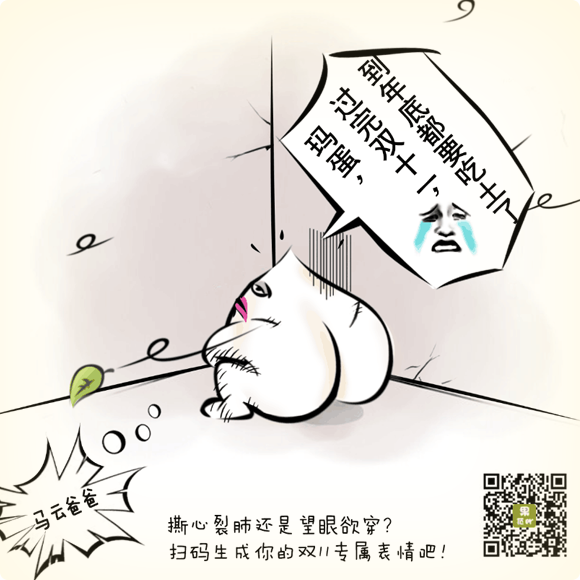 玛蛋，
过完双十一，
到年底都要吃土了
马云爸爸
撕心裂肺还是望眼欲穿？
扫码生成你的双11专属表情吧！